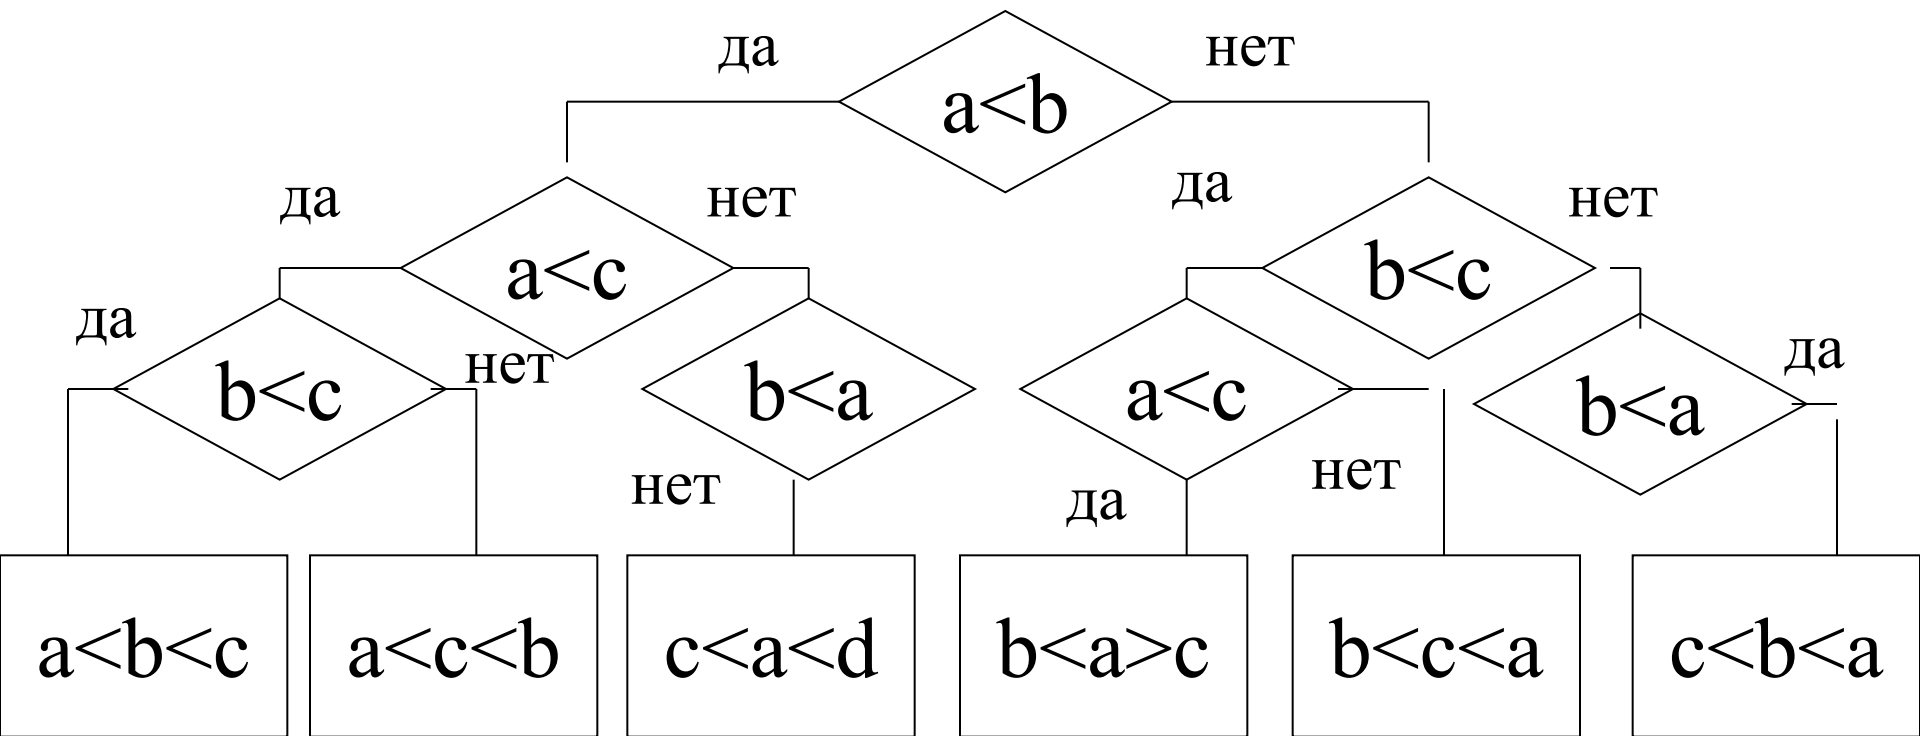 да
нет
a<b
да
нет
да
нет
a<c
b<c
да
нет
да
b<c
b<a
a<c
b<a
нет
да
нет
a<b<c
a<c<b
c<a<d
b<a>c
b<c<a
c<b<a